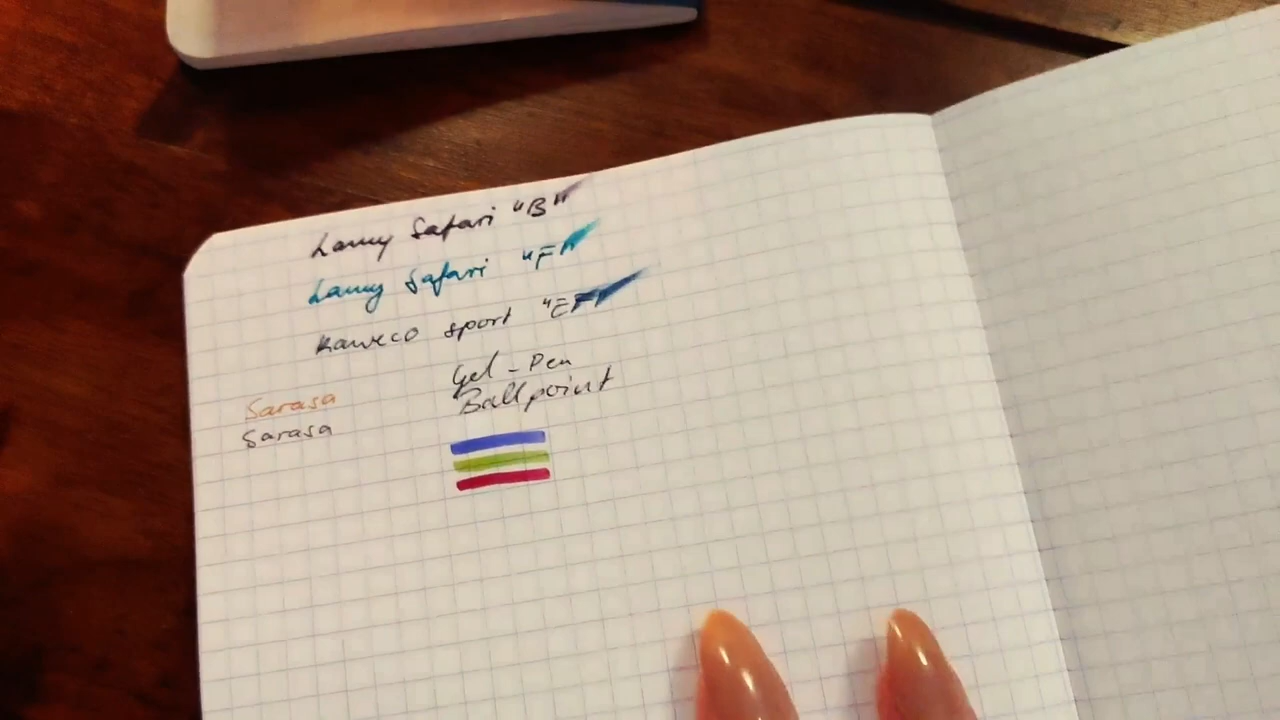 Lamy Safari "B"
Lamy Safari "F"
Kaweco sport "EF"
Gel-Pen
Ballpoint
Sarasa
Sarasa